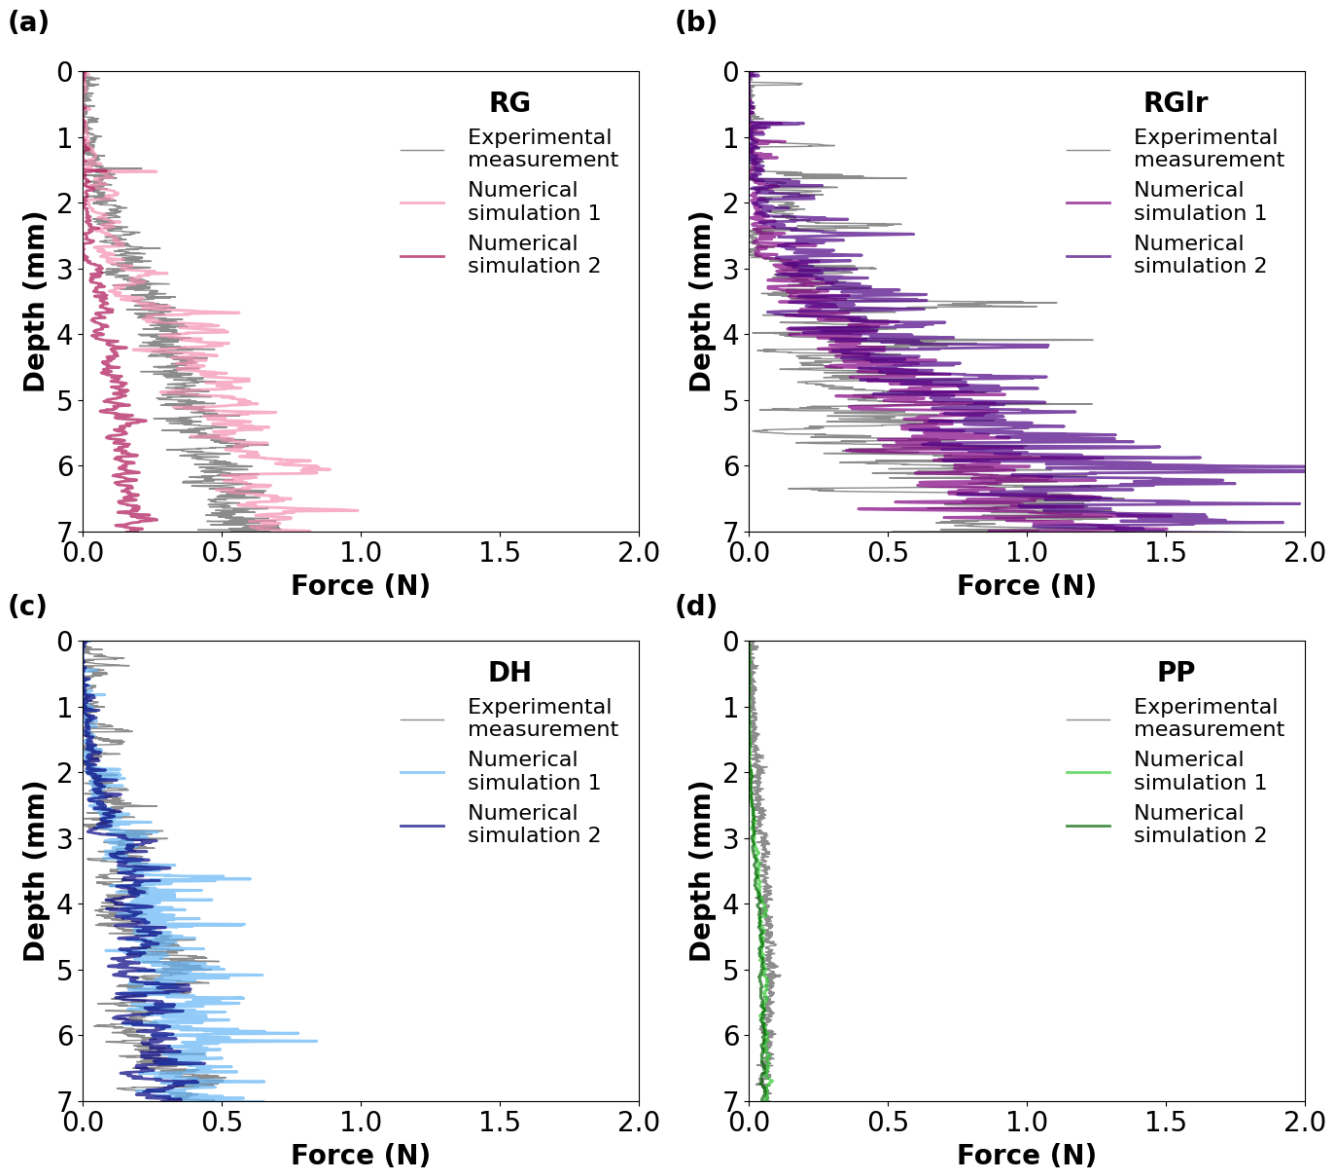 (a)
RG
Experimental
measurement
Numerical
simulation 1
Numerical
simulation 2
0
1
2
3
4
5
6
7
0.0 0.5 1.0 1.5 2.0
Depth (mm)
Force (N)
(b)
RGlr
Experimental
measurement
Numerical
simulation 1
Numerical
simulation 2
0
1
2
3
4
5
6
7
0.0 0.5 1.0 1.5 2.0
Depth (mm)
Force (N)
(c)
DH
Experimental
measurement
Numerical
simulation 1
Numerical
simulation 2
0
1
2
3
4
5
6
7
0.0 0.5 1.0 1.5 2.0
Depth (mm)
Force (N)
(d)
PP
Experimental
measurement
Numerical
simulation 1
Numerical
simulation 2
0
1
2
3
4
5
6
7
0.0 0.5 1.0 1.5 2.0
Depth (mm)
Force (N)